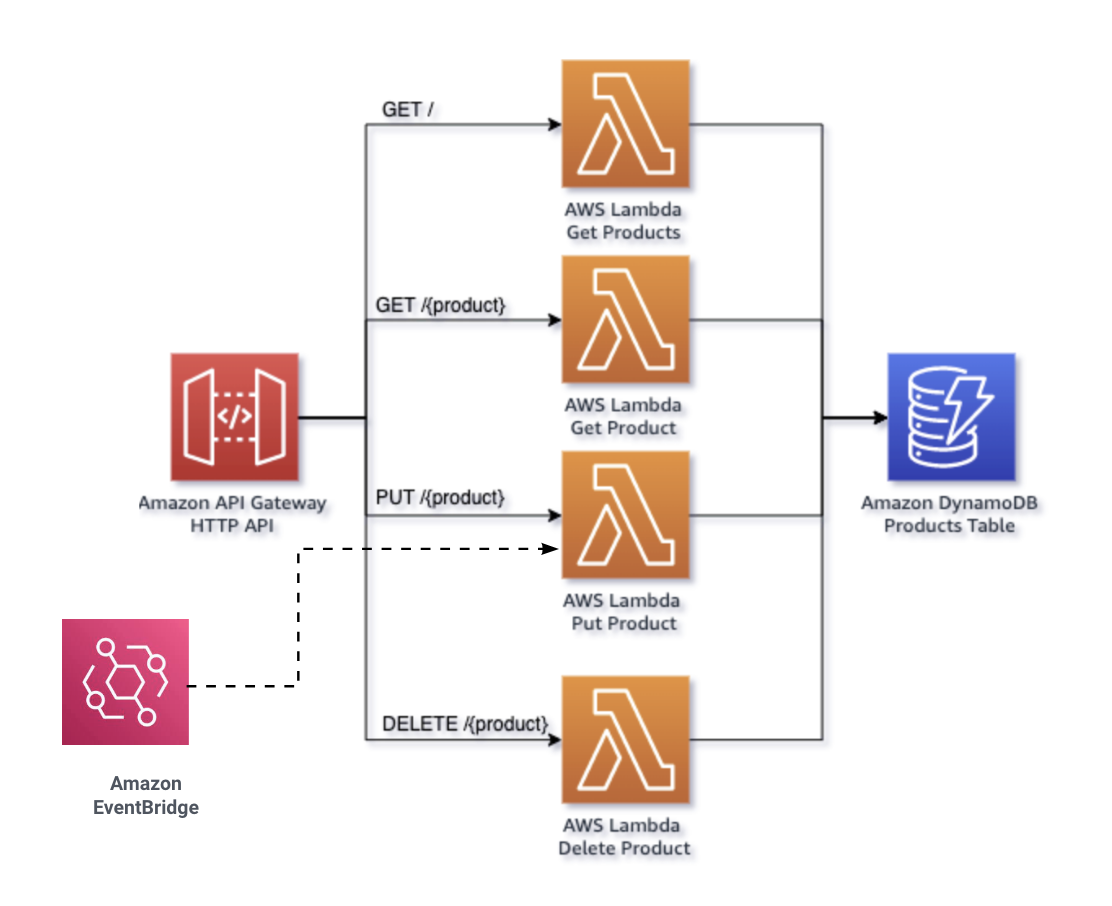 GET /
AWS Lambda
Get Products
GET /{product}
AWS Lambda
Get Product
</>
Amazon API Gateway
HTTP API
Amazon DynamoDB
Products Table
PUT /{product}
AWS Lambda
Put Product
Amazon
EventBridge
DELETE /{product}
AWS Lambda
Delete Product